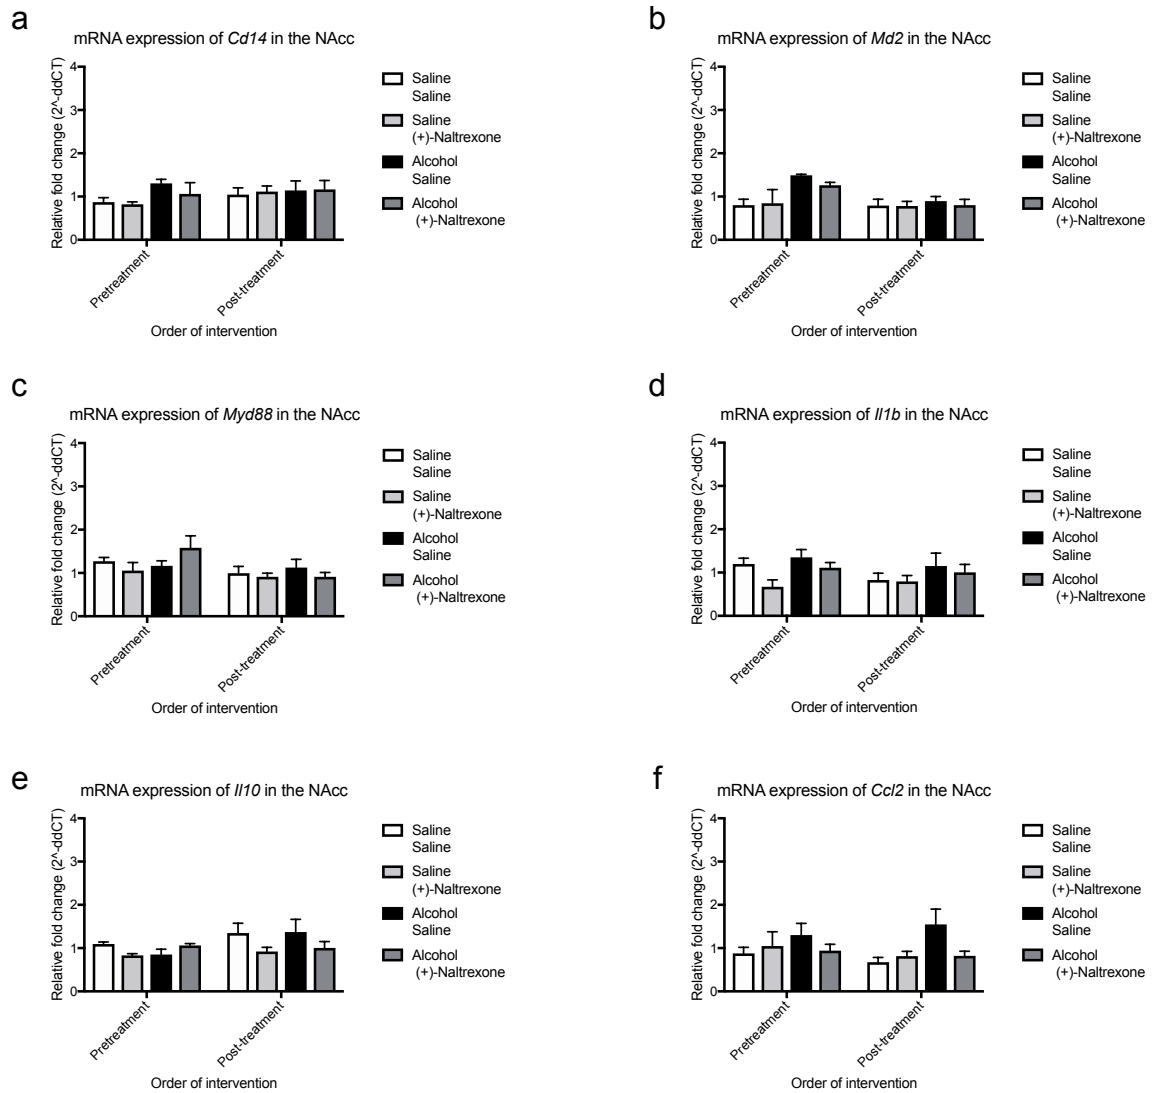 a
mRNA expression of Cd14 in the NAcc
Relative fold change (2^-ddCT)
4
3
2
1
0
Pretreatment
Post-treatment
Order of intervention
Saline
Saline
Saline
(+)-Naltrexone
Alcohol
Saline
Alcohol
(+)-Naltrexone
b
mRNA expression of Md2 in the NAcc
Relative fold change (2^-ddCT)
4
3
2
1
0
Pretreatment
Post-treatment
Order of intervention
Saline
Saline
Saline
(+)-Naltrexone
Alcohol
Saline
Alcohol
(+)-Naltrexone
c
mRNA expression of Myd88 in the NAcc
Relative fold change (2^-ddCT)
4
3
2
1
0
Pretreatment
Post-treatment
Order of intervention
Saline
Saline
Saline
(+)-Naltrexone
Alcohol
Saline
Alcohol
(+)-Naltrexone
d
mRNA expression of Il1b in the NAcc
Relative fold change (2^-ddCT)
4
3
2
1
0
Pretreatment
Post-treatment
Order of intervention
Saline
Saline
Saline
(+)-Naltrexone
Alcohol
Saline
Alcohol
(+)-Naltrexone
e
mRNA expression of Il10 in the NAcc
Relative fold change (2^-ddCT)
4
3
2
1
0
Pretreatment
Post-treatment
Order of intervention
Saline
Saline
Saline
(+)-Naltrexone
Alcohol
Saline
Alcohol
(+)-Naltrexone
f
mRNA expression of Ccl2 in the NAcc
Relative fold change (2^-ddCT)
4
3
2
1
0
Pretreatment
Post-treatment
Order of intervention
Saline
Saline
Saline
(+)-Naltrexone
Alcohol
Saline
Alcohol
(+)-Naltrexone